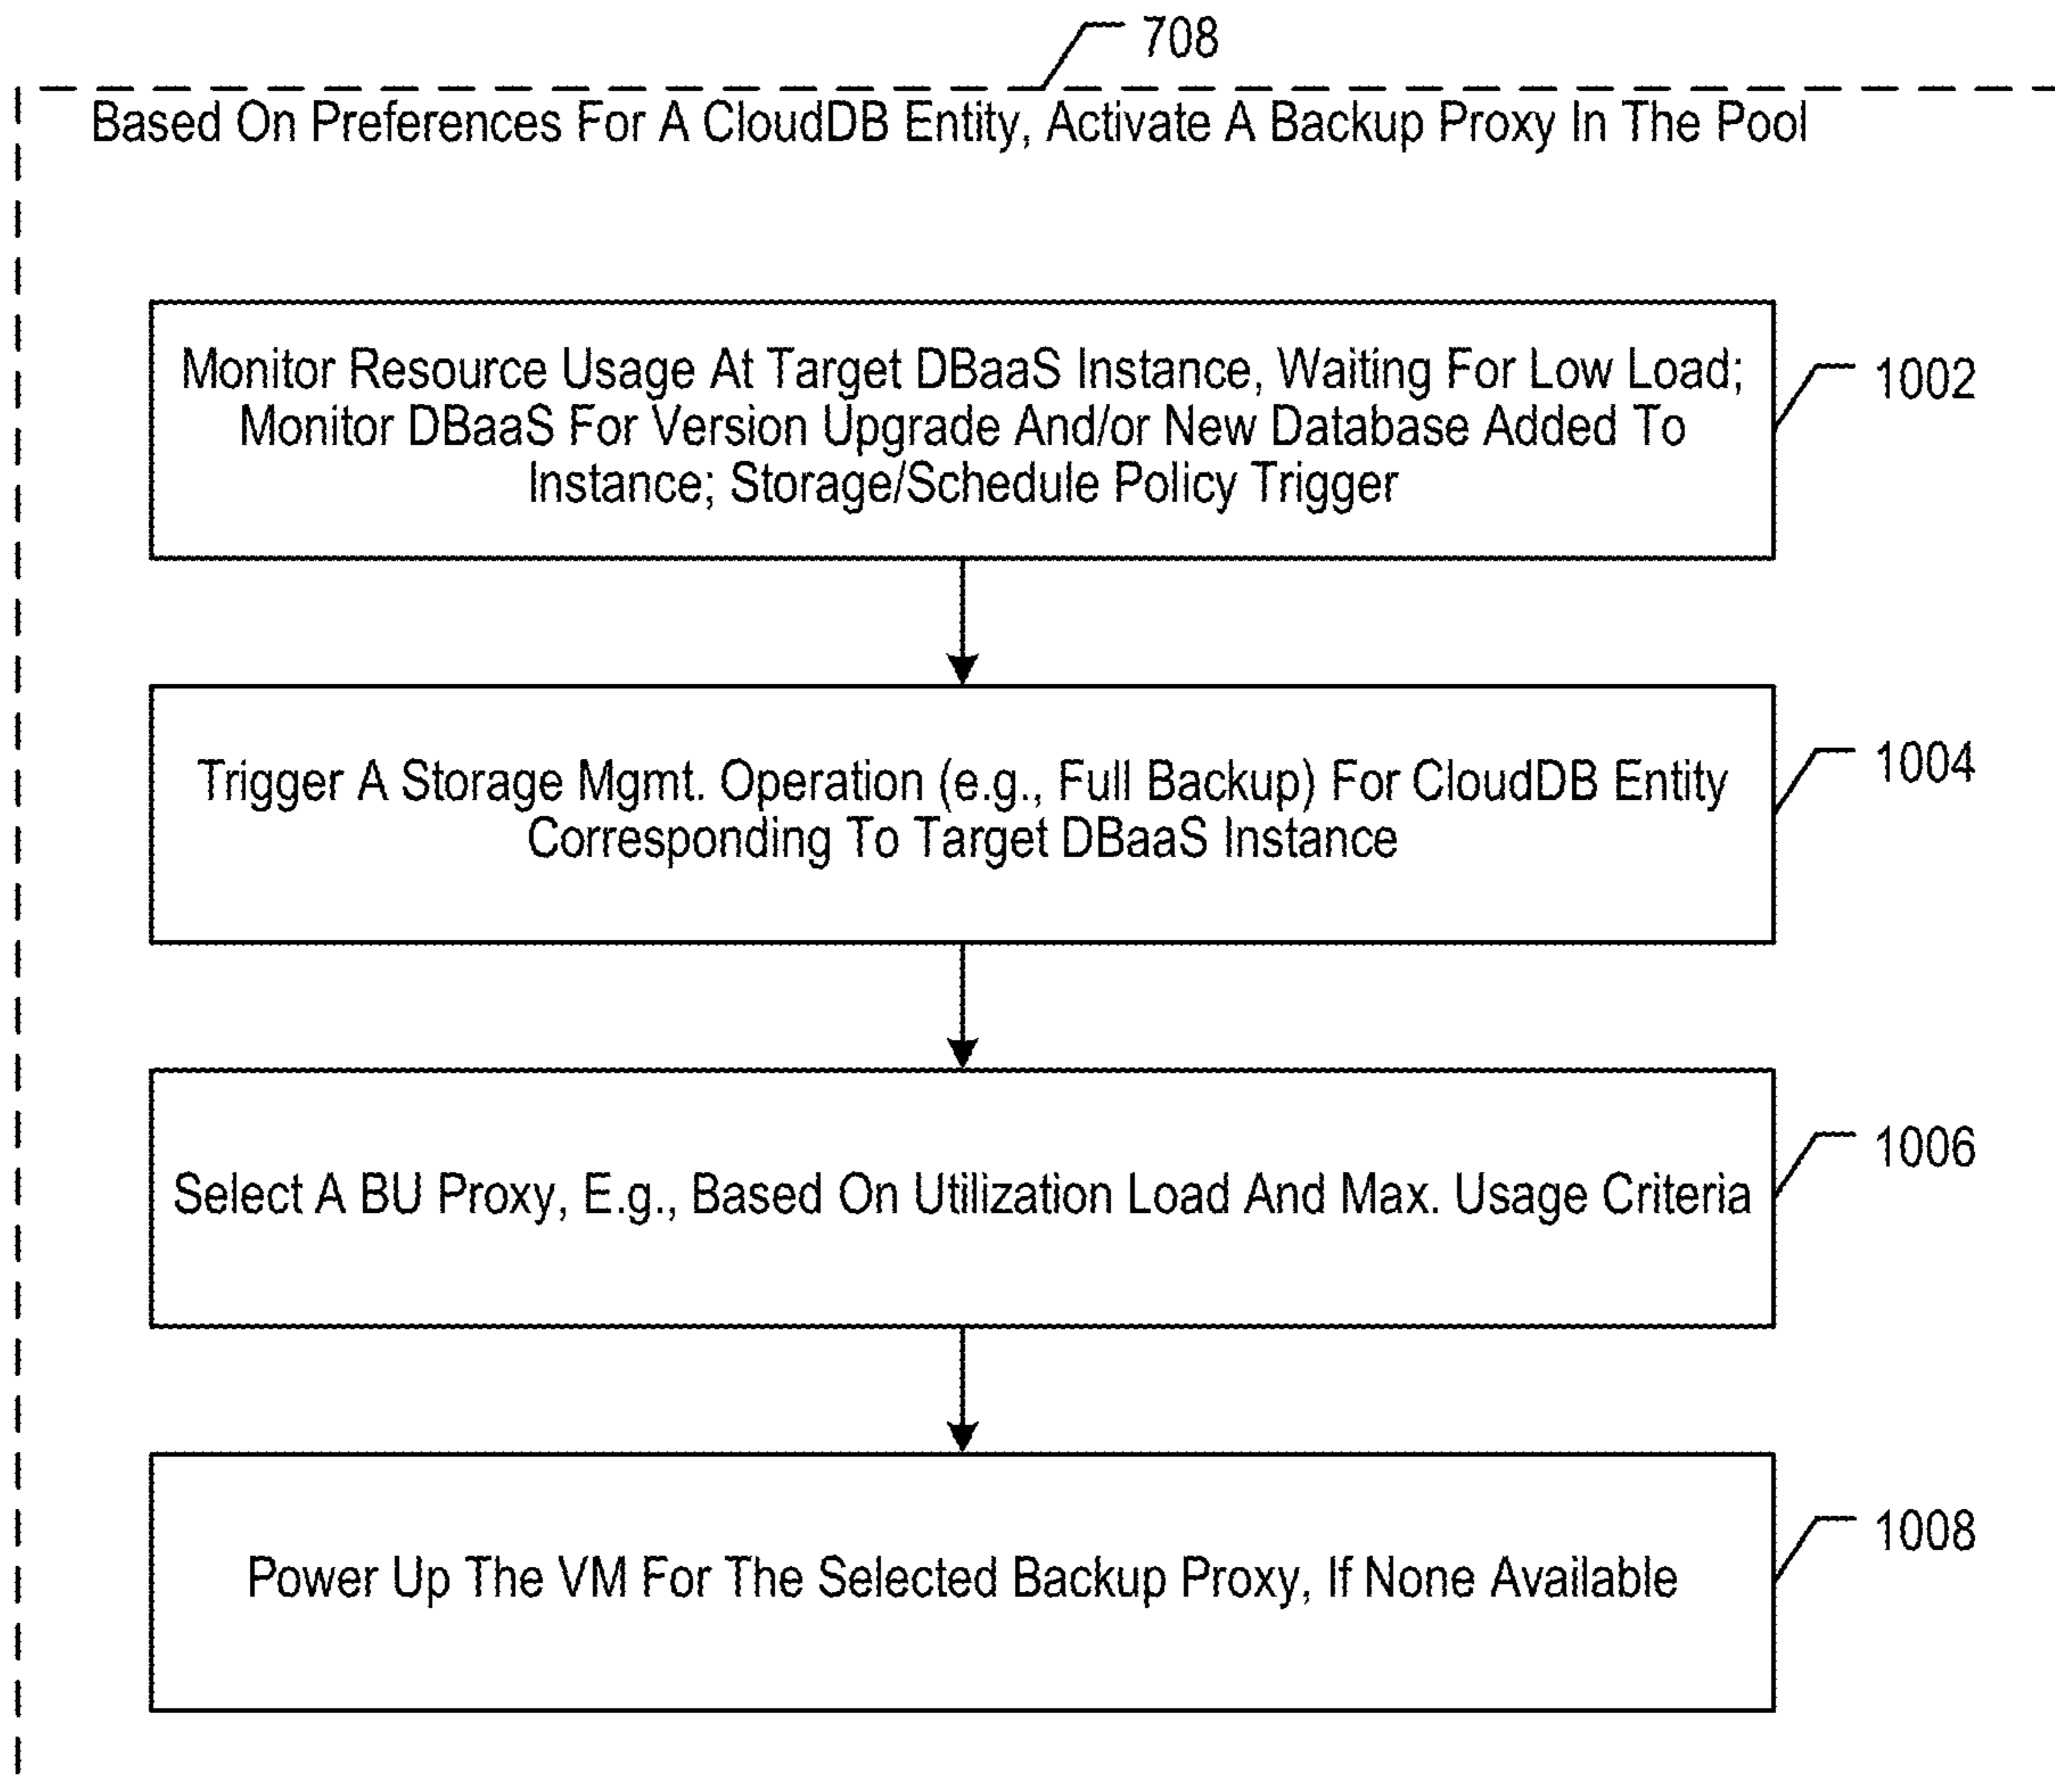 708
Based On Preferences For A CloudDB Entity, Activate A Backup Proxy In The Pool
Monitor Resource Usage At Target DBaaS Instance, Waiting For Low Load;
Monitor DBaaS For Version Upgrade And/or New Database Added To
Instance; Storage/Schedule Policy Trigger
1002
Trigger A Storage Mgmt. Operation (e.g., Full Backup) For CloudDB Entity
Corresponding To Target DBaaS Instance
1004
Select A BU Proxy, E.g., Based On Utilization Load And Max. Usage Criteria
1006
Power Up The VM For The Selected Backup Proxy, If None Available
1008